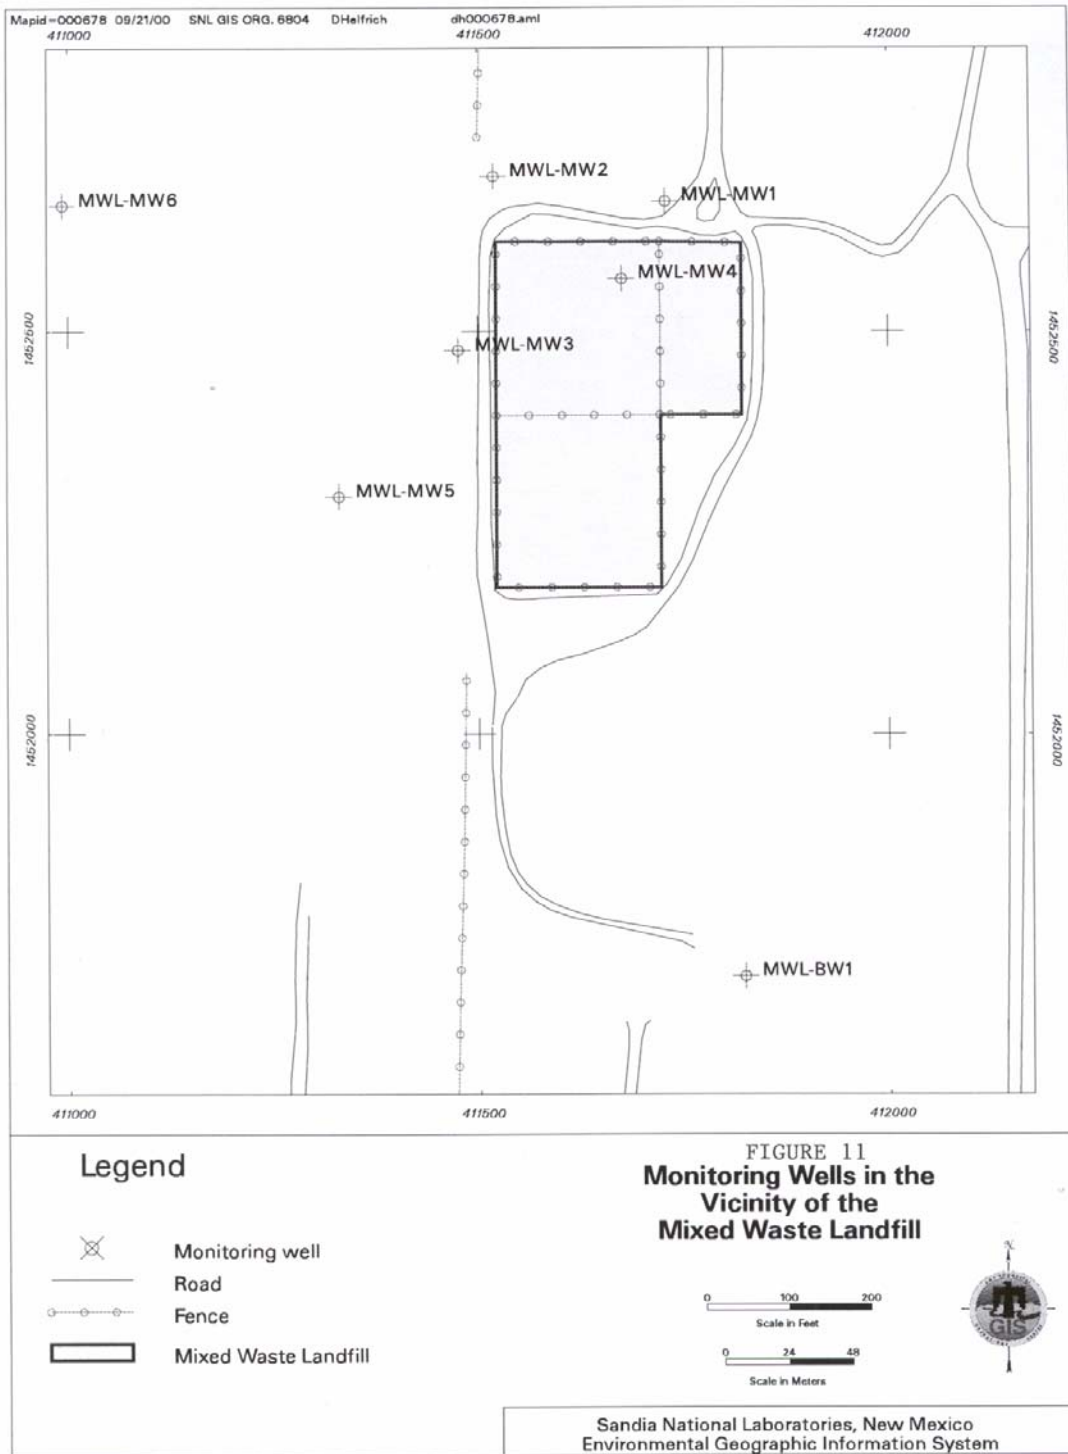 Mapid=000678 09/21/00 SNL GIS ORG. 6804 DHelfrich dh000678.aml
411000 411500 412000
MWL-MW2
MWL-MW6
MWL-MW1
MWL-MW4
1452500
1452500
MWL-MW3
MWL-MW5
1452000
1452000
MWL-BW1
411000 411500 412000
Legend
Monitoring well
Road
Fence
Mixed Waste Landfill
FIGURE 11
Monitoring Wells in the
Vicinity of the
Mixed Waste Landfill
0 100 200
Scale in Feet
0 24 48
Scale in Meters
N
GIS
Sandia National Laboratories, New Mexico
Environmental Geographic Information System